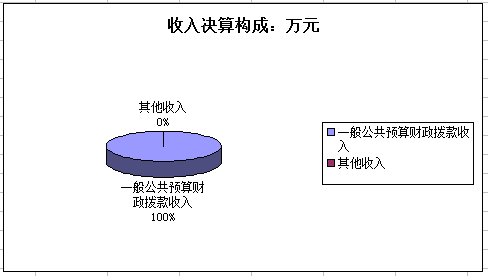 收入决算构成：万元
其他收入
0%
一般公共预算财
政拨款收入
100%
一般公共预算财政拨款收
入
其他收入